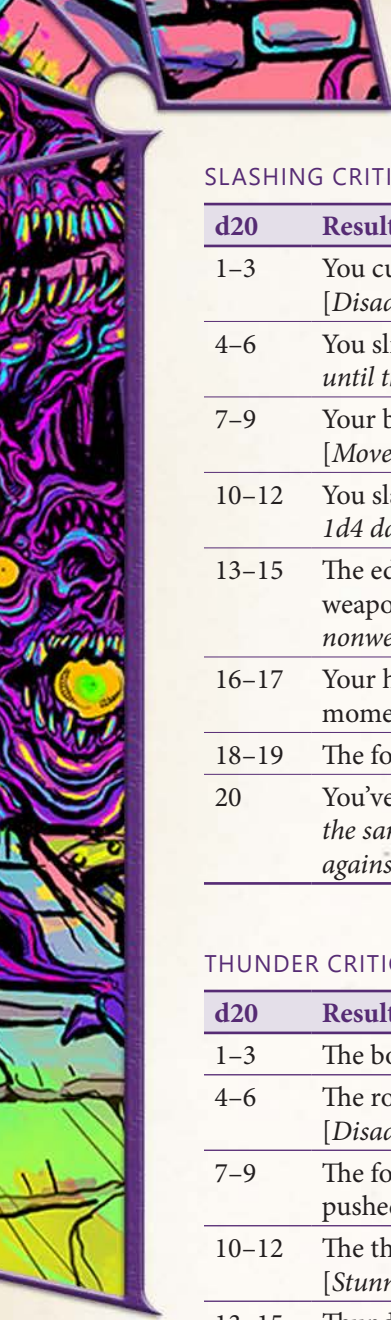 SLASHING CRITI
d20 Result
1–3 You cu
[Disad
4–6 You sl
until t
7–9 Your b
[Move
10–12 You sl
1d4 da
13–15 The ed
weapo
nonwe
16–17 Your h
mome
18–19 The fo
20 You've
the sar
agains
THUNDER CRITI
d20 Result
1–3 The bo
4–6 The ro
[Disad
7–9 The fo
pushe
10–12 The th
[Stunn